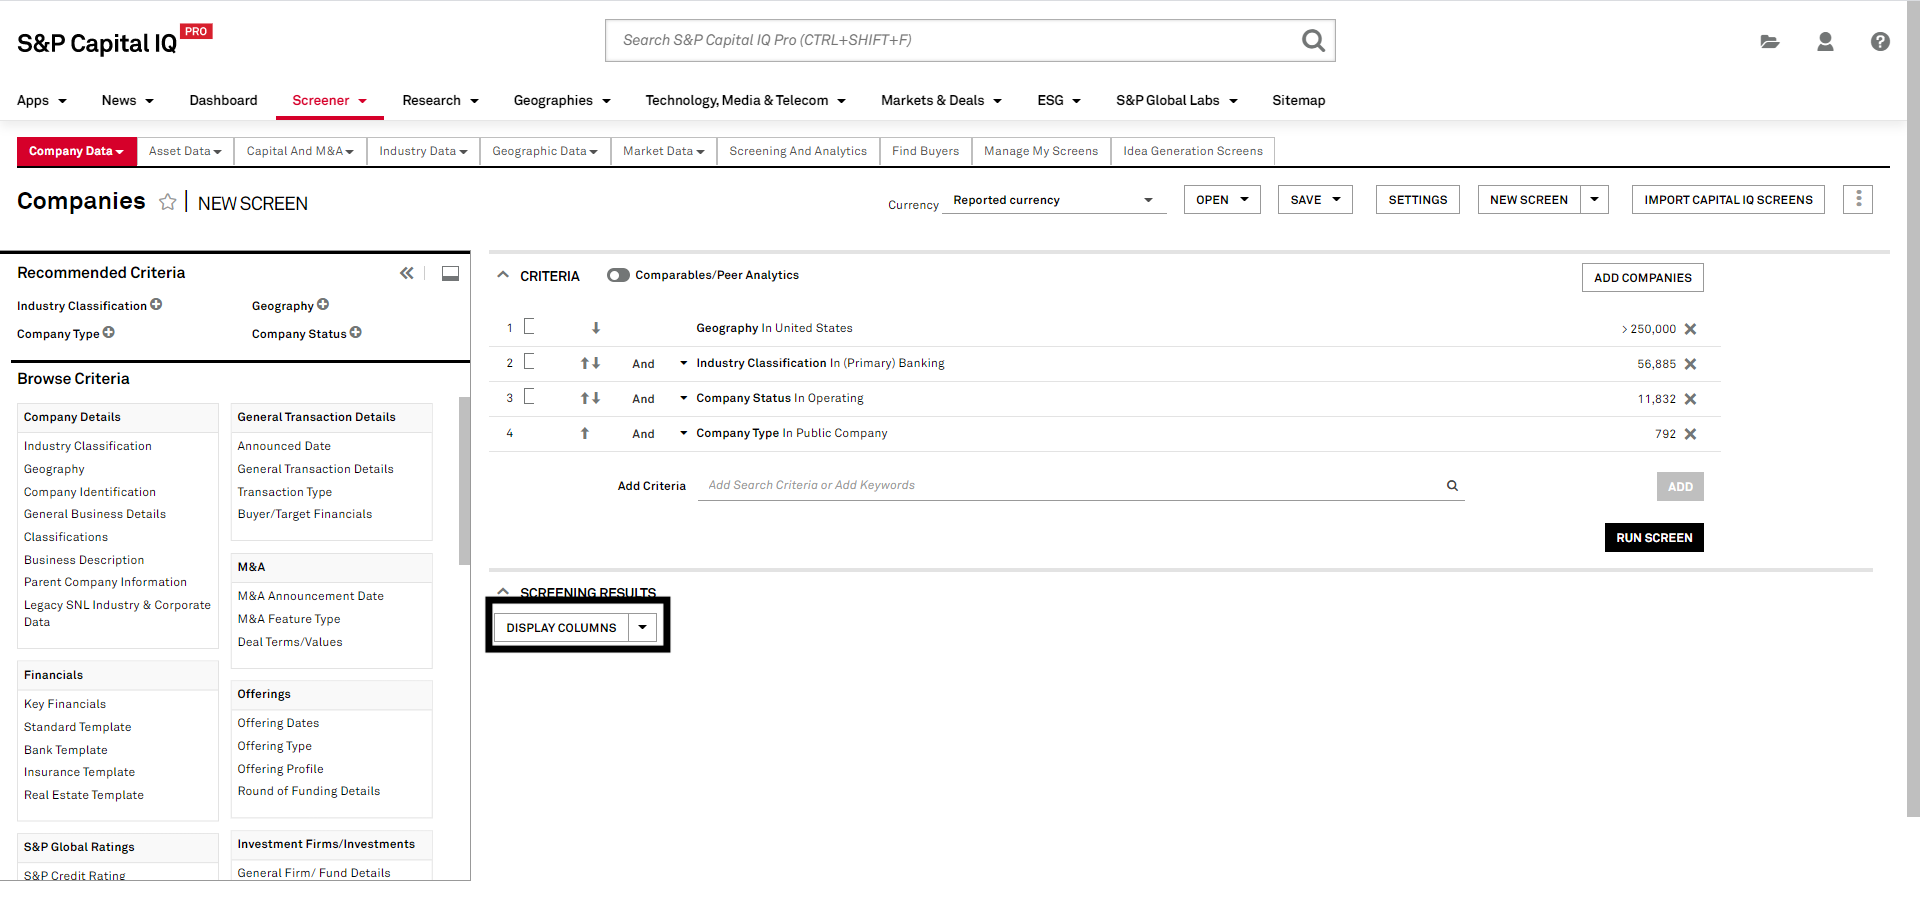 S&P Capital IQ PRO
Search S&P Capital IQ Pro (CTRL+SHIFT+F)
Apps News Dashboard Screener Research Geographies Technology, Media & Telecom Markets & Deals ESG S&P Global Labs Sitemap
Company Data Asset Data Capital And M&A Industry Data Geographic Data Market Data Screening And Analytics Find Buyers Manage My Screens Idea Generation Screens
Companies NEW SCREEN
Currency Reported currency OPEN SAVE SETTINGS NEW SCREEN IMPORT CAPITAL IQ SCREENS
Recommended Criteria
Industry Classification Geography
Company Type Company Status
Browse Criteria
Company Details
Industry Classification
Geography
Company Identification
General Business Details
Classifications
Business Description
Parent Company Information
Legacy SNL Industry & Corporate
Data
Financials
Key Financials
Standard Template
Bank Template
Insurance Template
Real Estate Template
S&P Global Ratings
S&P Credit Rating
General Transaction Details
Announced Date
General Transaction Details
Transaction Type
Buyer/Target Financials
M&A
M&A Announcement Date
M&A Feature Type
Deal Terms/Values
Offerings
Offering Dates
Offering Type
Offering Profile
Round of Funding Details
Investment Firms/Investments
General Firm/ Fund Details
CRITERIA Comparables/Peer Analytics ADD COMPANIES
1 Geography In United States > 250,000
2 And Industry Classification In (Primary) Banking 56,885
3 And Company Status In Operating 11,832
4 And Company Type In Public Company 792
Add Criteria Add Search Criteria or Add Keywords ADD
RUN SCREEN
SCREENING RESULTS
DISPLAY COLUMNS